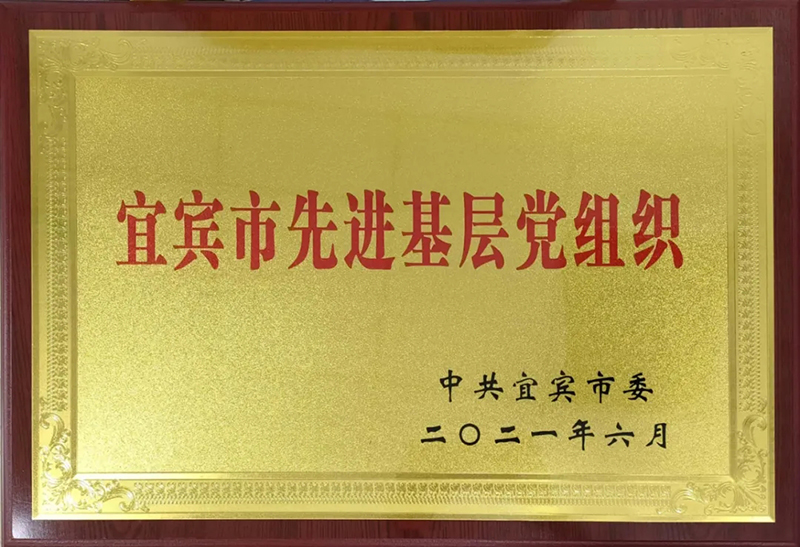 宜宾市先进基层党组织
中共宜宾市委
二〇二一年六月